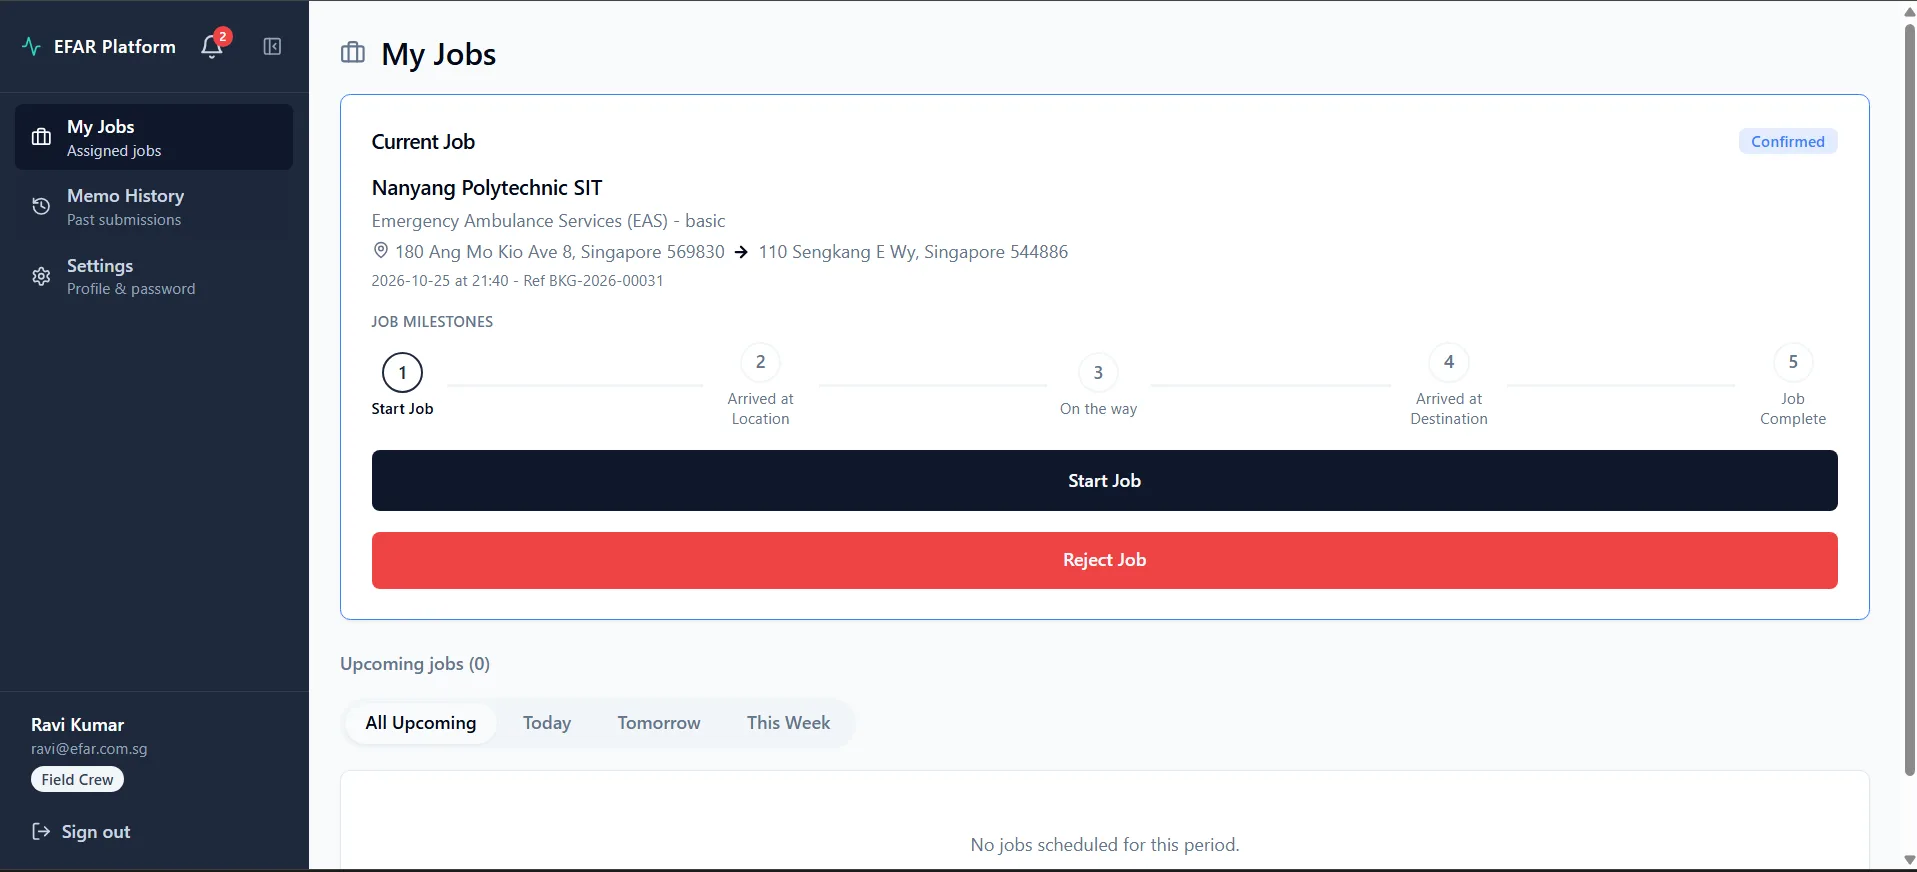 EFAR Platform
2
My Jobs
Assigned jobs
Memo History
Past submissions
Settings
Profile & password
Ravi Kumar
ravi@efar.com.sg
Field Crew
Sign out
My Jobs
Current Job
Confirmed
Nanyang Polytechnic SIT
Emergency Ambulance Services (EAS) - basic
180 Ang Mo Kio Ave 8, Singapore 569830 → 110 Sengkang E Wy, Singapore 544886
2026-10-25 at 21:40 - Ref BKG-2026-00031
JOB MILESTONES
1
Start Job
2
Arrived at
Location
3
On the way
4
Arrived at
Destination
5
Job
Complete
Start Job
Reject Job
Upcoming jobs (0)
All Upcoming
Today
Tomorrow
This Week
No jobs scheduled for this period.